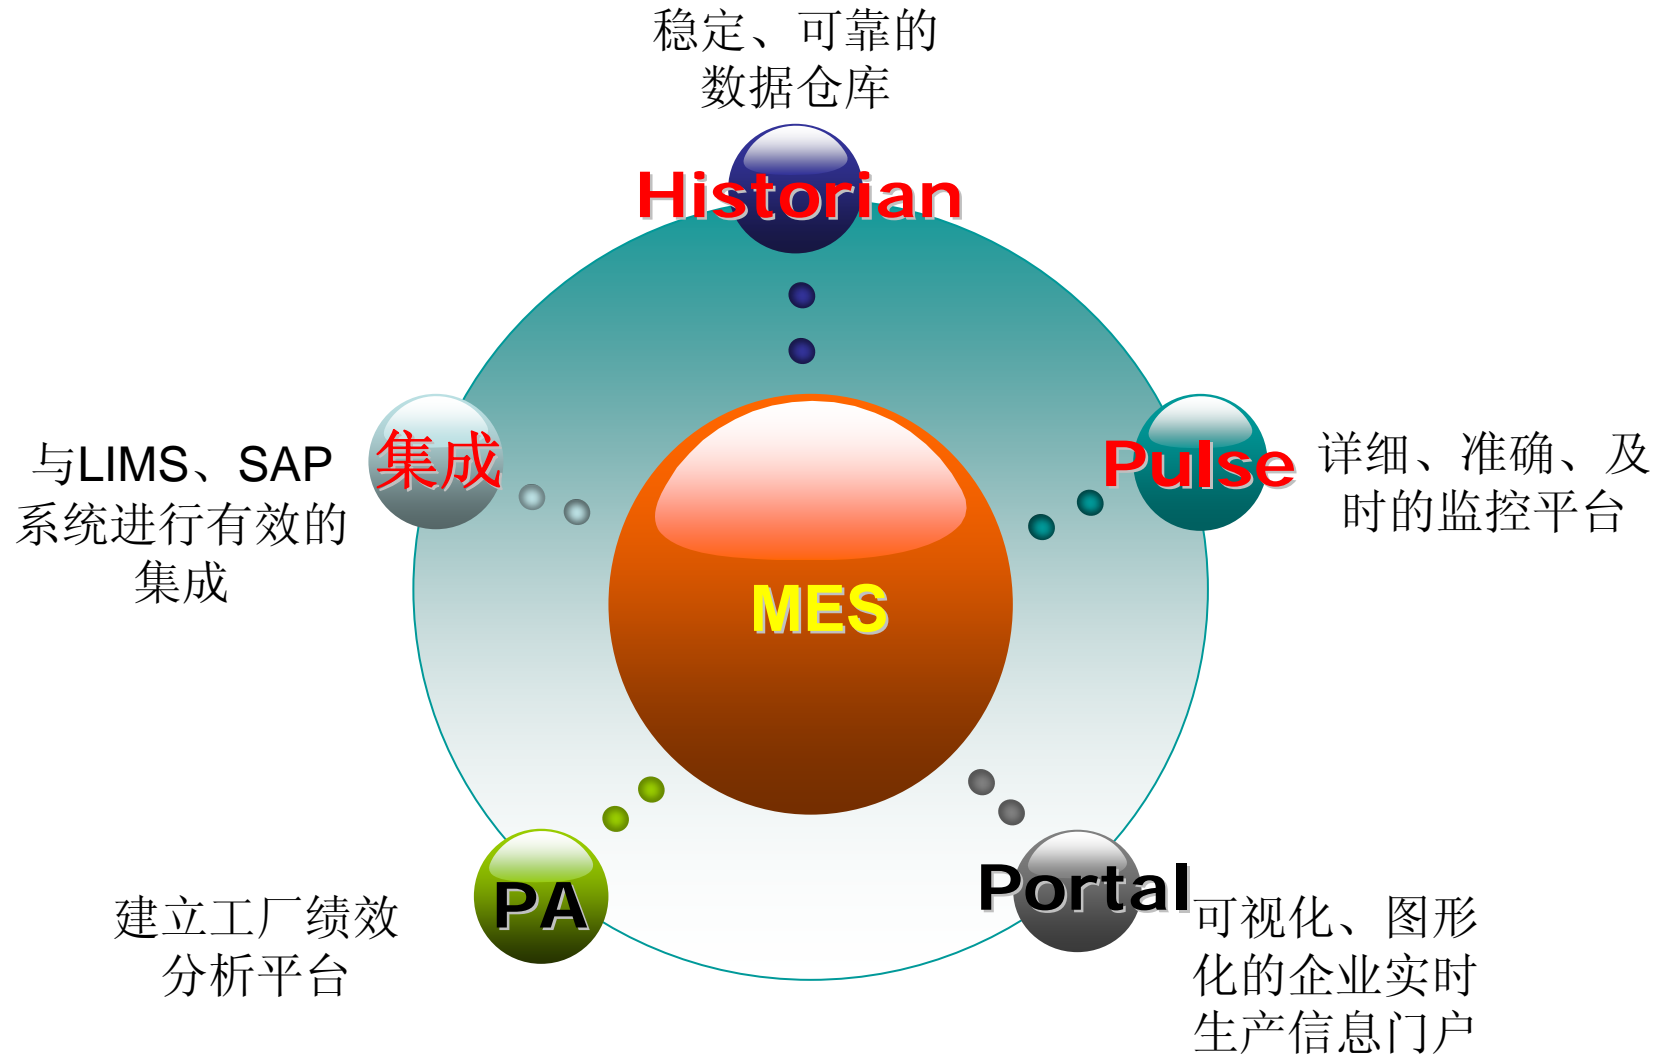 稳定、可靠的
数据仓库
Historian
集成
与LIMS、SAP
系统进行有效的
集成
Pulse
详细、准确、及
时的监控平台
MES
PA
建立工厂绩效
分析平台
Portal
可视化、图形
化的企业实时
生产信息门户